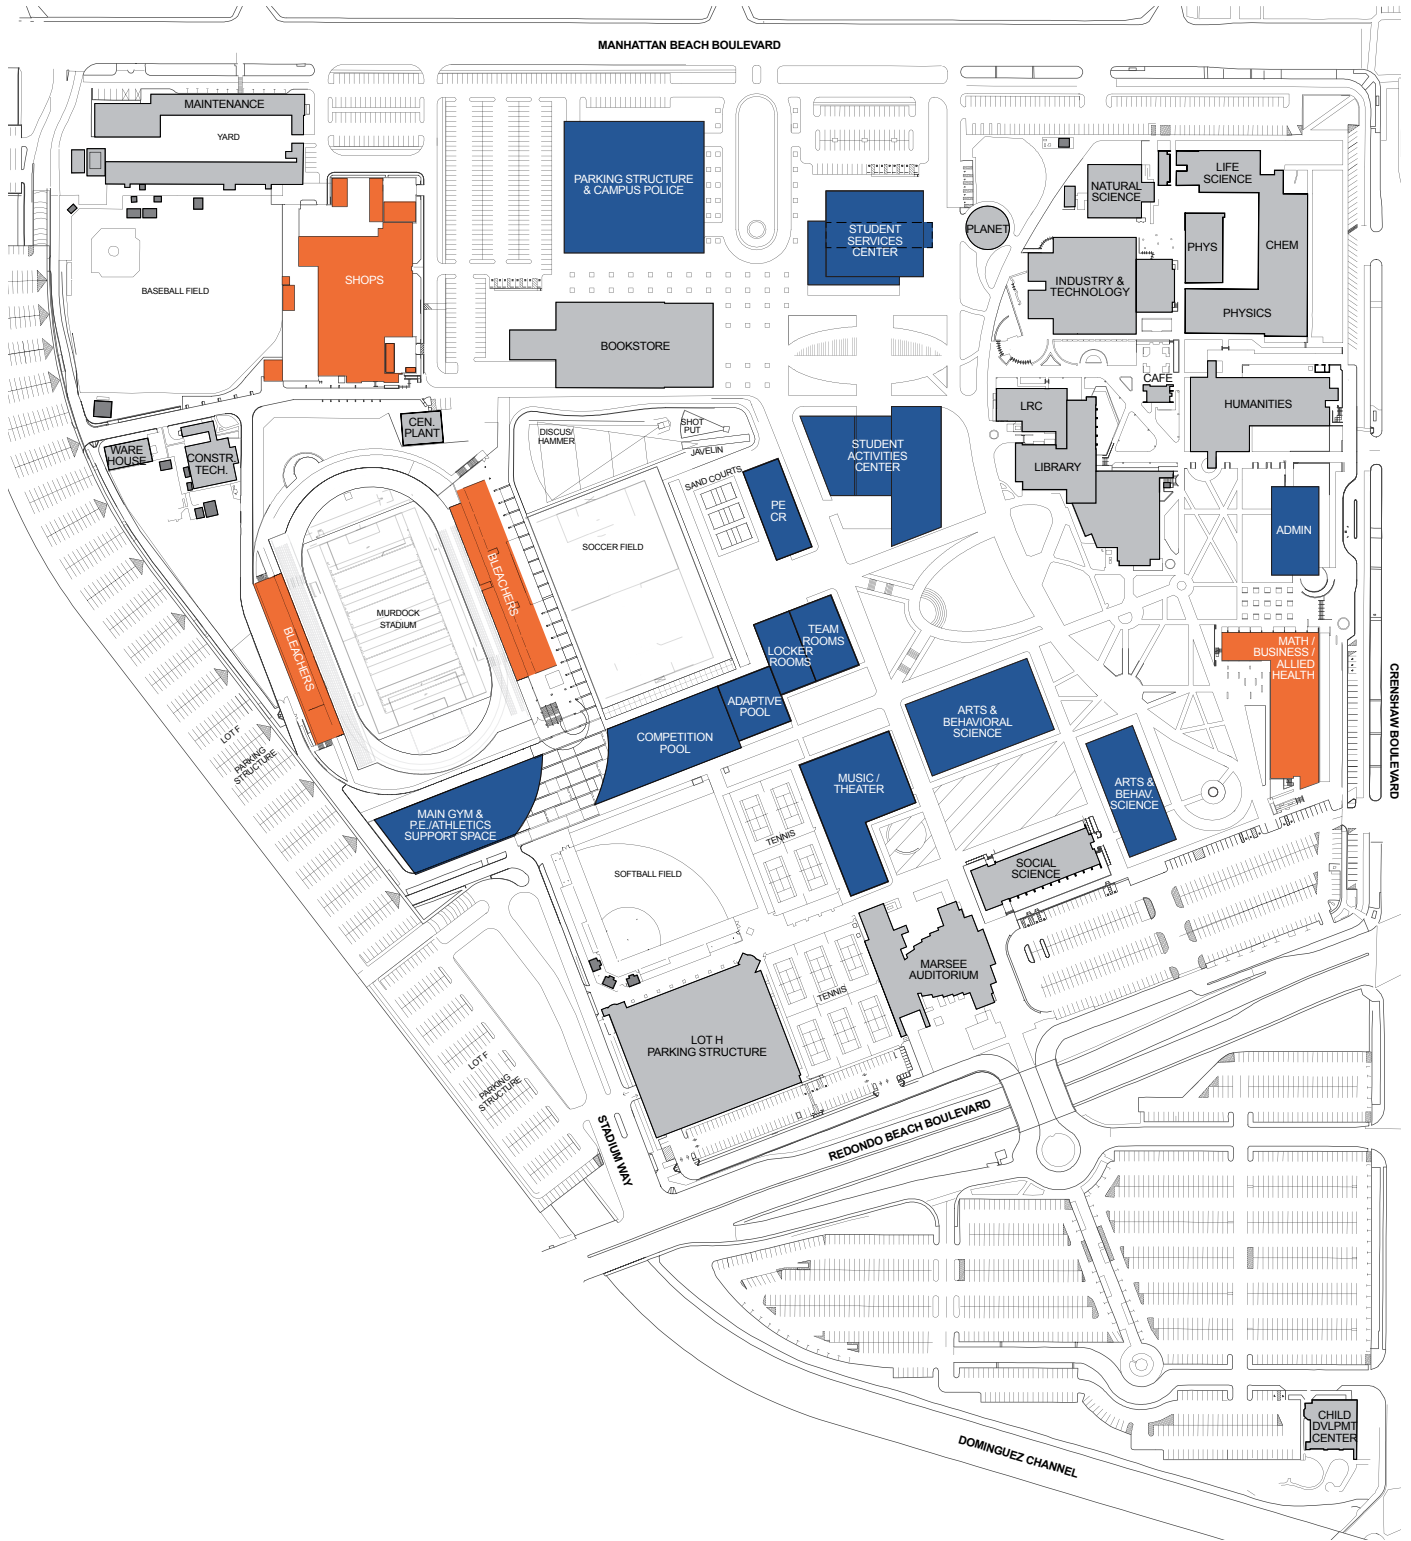 MANHATTAN BEACH BOULEVARD
MAINTENANCE
YARD
PARKING STRUCTURE
& CAMPUS POLICE
STUDENT
SERVICES
CENTER
PLANET
NATURAL
SCIENCE
LIFE
SCIENCE
PHYS
CHEM
INDUSTRY &
TECHNOLOGY
PHYSICS
BASEBALL FIELD
SHOPS
BOOKSTORE
CAFE
LRC
HUMANITIES
CEN.
PLANT
DISCUS/
HAMMER
SHOT
PUT
JAVELIN
WARE
HOUSE
CONSTR.
TECH.
STUDENT
ACTIVITIES
CENTER
LIBRARY
SAND COURTS
PE
CR
ADMIN
SOCCER FIELD
BLEACHERS
MURDOCK
STADIUM
BLEACHERS
TEAM
ROOMS
LOCKER
ROOMS
MATH /
BUSINESS /
ALLIED
HEALTH
CRENSHAW BOULEVARD
ADAPTIVE
POOL
COMPETITION
POOL
ARTS &
BEHAVIORAL
SCIENCE
LOT F
PARKING
STRUCTURE
MUSIC /
THEATER
ARTS &
BEHAV.
SCIENCE
MAIN GYM &
P.E./ATHLETICS
SUPPORT SPACE
TENNIS
SOFTBALL FIELD
SOCIAL
SCIENCE
MARSEE
AUDITORIUM
TENNIS
LOT H
PARKING STRUCTURE
LOT F
PARKING
STRUCTURE
STADIUM WAY
REDONDO BEACH BOULEVARD
CHILD
DVLPMT
CENTER
DOMINGUEZ CHANNEL